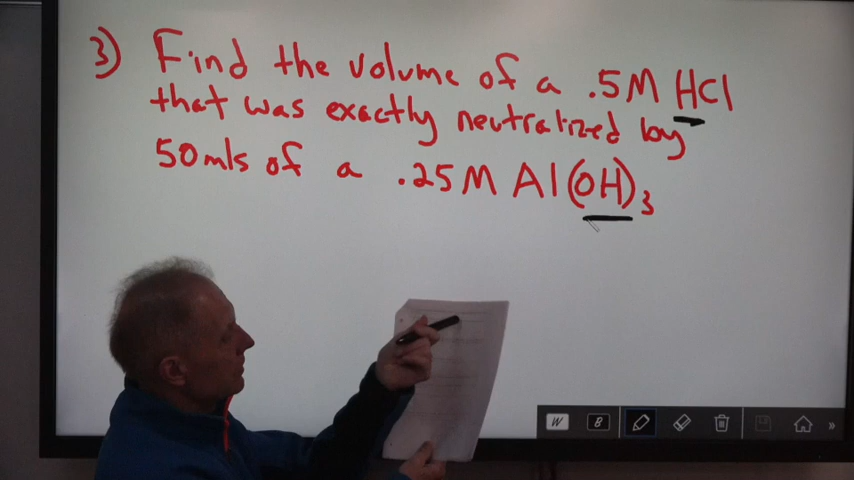 3) Find the volume of a .5M HCl
that was exactly neutralized by
50mls of a .25M Al(OH)3
W B